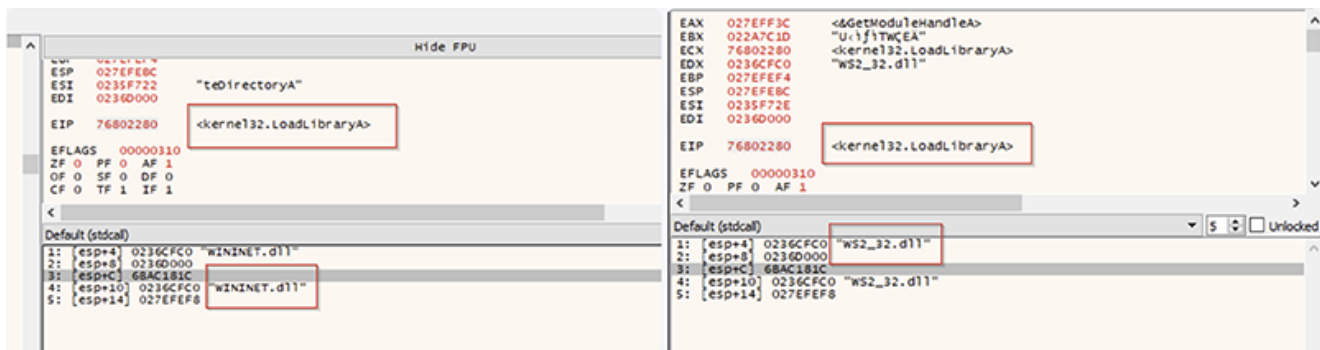 Hide FPU
ESP 027EFEBC
ESI 0235F722 "teDirectoryA"
EDI 0236D000
EIP 76802280 <kernel32.LoadLibraryA>
EFLAGS 00000310
ZF 0 PF 0 AF 1
OF 0 SF 0 DF 0
CF 0 TF 1 IF 1
Default (stdcall)
1: [esp+4] 0236CFC0 "WININET.dll"
2: [esp+8] 0236D000
3: [esp+C] 6BAC181C
4: [esp+10] 0236CFC0 "WININET.dll"
5: [esp+14] 027EFEF8
EAX 027EFF3C <&GetModuleHandleA>
EBX 022A7C1D
ECX 76802280 <kernel32.LoadLibraryA>
EDX 0236CFC0 "WS2_32.dll"
EBP 027EFEF4
ESP 027EFEBC
ESI 0235F72E
EDI 0236D000
EIP 76802280 <kernel32.LoadLibraryA>
EFLAGS 00000310
ZF 0 PF 0 AF 1
Default (stdcall) 5 Unlocked
1: [esp+4] 0236CFC0 "WS2_32.dll"
2: [esp+8] 0236D000
3: [esp+C] 6BAC181C
4: [esp+10] 0236CFC0 "WS2_32.dll"
5: [esp+14] 027EFEF8